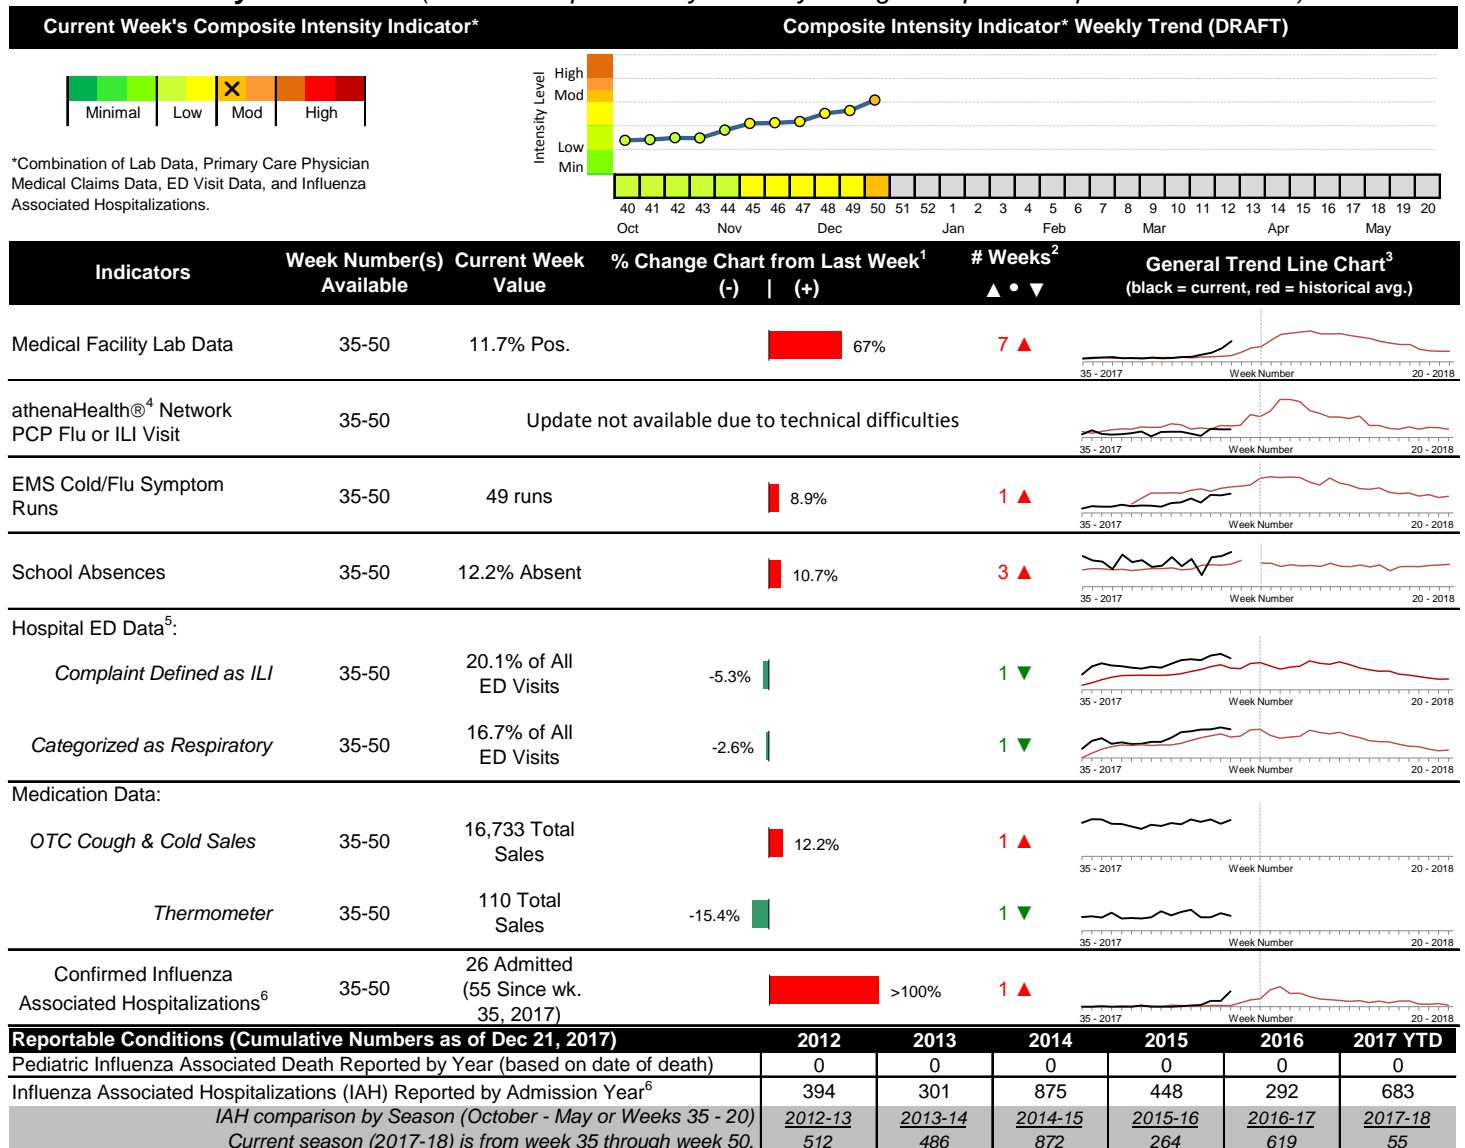 Current Week's Composite Intensity Indicator*
Composite Intensity Indicator* Weekly Trend (DRAFT)
Minimal Low Mod High
*Combination of Lab Data, Primary Care Physician
Medical Claims Data, ED Visit Data, and Influenza
Associated Hospitalizations.
Intensity Level
High
Mod
Low
Min
40 41 42 43 44 45 46 47 48 49 50 51 52 1 2 3 4 5 6 7 8 9 10 11 12 13 14 15 16 17 18 19 20
Oct Nov Dec Jan Feb Mar Apr May
Indicators
Week Number(s)
Available
Current Week
Value
% Change Chart from Last Week1
(-) | (+)
# Weeks2
▲ • ▼
General Trend Line Chart3
(black = current, red = historical avg.)
Medical Facility Lab Data 35-50 11.7% Pos. 67% 7 ▲
35 - 2017 Week Number 20 - 2018
athenaHealth®4 Network
PCP Flu or ILI Visit
35-50 Update not available due to technical difficulties
35 - 2017 Week Number 20 - 2018
EMS Cold/Flu Symptom
Runs
35-50 49 runs 8.9% 1 ▲
35 - 2017 Week Number 20 - 2018
School Absences 35-50 12.2% Absent 10.7% 3 ▲
35 - 2017 Week Number 20 - 2018
Hospital ED Data5:
Complaint Defined as ILI 35-50
20.1% of All
ED Visits
-5.3% 1 ▼
35 - 2017 Week Number 20 - 2018
Categorized as Respiratory 35-50
16.7% of All
ED Visits
-2.6% 1 ▼
35 - 2017 Week Number 20 - 2018
Medication Data:
OTC Cough & Cold Sales 35-50
16,733 Total
Sales
12.2% 1 ▲
35 - 2017 Week Number 20 - 2018
Thermometer 35-50
110 Total
Sales
-15.4% 1 ▼
35 - 2017 Week Number 20 - 2018
Confirmed Influenza
Associated Hospitalizations6
35-50
26 Admitted
(55 Since wk.
35, 2017)
>100% 1 ▲
35 - 2017 Week Number 20 - 2018
Reportable Conditions (Cumulative Numbers as of Dec 21, 2017) 2012 2013 2014 2015 2016 2017 YTD
Pediatric Influenza Associated Death Reported by Year (based on date of death) 0 0 0 0 0 0
Influenza Associated Hospitalizations (IAH) Reported by Admission Year6 394 301 875 448 292 683
IAH comparison by Season (October - May or Weeks 35 - 20) 2012-13 2013-14 2014-15 2015-16 2016-17 2017-18
Current season (2017-18) is from week 35 through week 50. 512 486 872 264 619 55